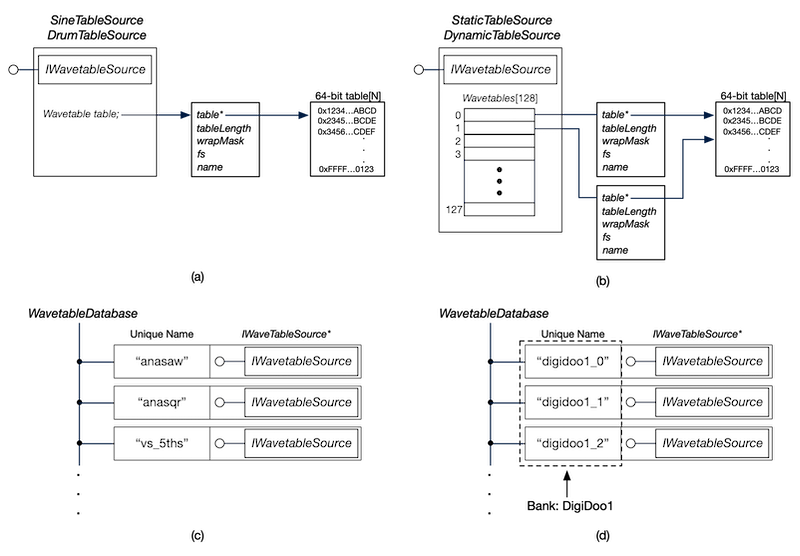 SineTableSource
DrumTableSource
IWavetableSource
Wavetable table;
table*
tableLength
wrapMask
fs
name
64-bit table[N]
0x1234...ABCD
0x2345...BCDE
0x3456...CDEF
0xFFFF...0123
(a)
StaticTableSource
DynamicTableSource
IWavetableSource
Wavetables[128]
0
1
2
3
127
table*
tableLength
wrapMask
fs
name
table*
tableLength
wrapMask
fs
name
64-bit table[N]
0x1234...ABCD
0x2345...BCDE
0x3456...CDEF
0xFFFF...0123
(b)
WavetableDatabase
Unique Name
IWaveTableSource*
“anasaw”
IWavetableSource
“anasqr”
IWavetableSource
“vs_5ths”
IWavetableSource
(c)
WavetableDatabase
Unique Name
IWaveTableSource*
“digidoo1_0”
IWavetableSource
“digidoo1_1”
IWavetableSource
“digidoo1_2”
IWavetableSource
Bank: DigiDoo1
(d)